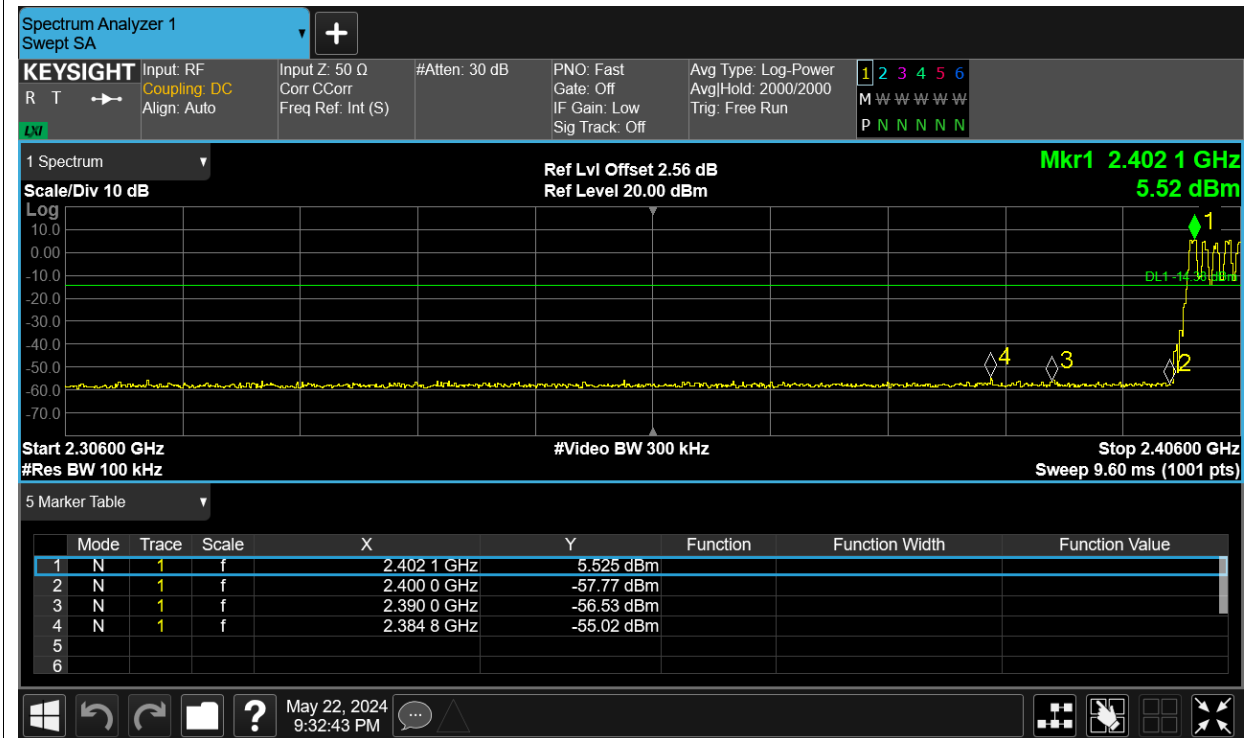 Spectrum Analyzer 1
Swept SA
+
KEYSIGHT Input: RF Input Z: 50 Ω #Atten: 30 dB PNO: Fast Avg Type: Log-Power 1 2 3 4 5 6
R T Coupling: DC Corr CCorr Gate: Off Avg|Hold: 2000/2000 M W W W W W
Align: Auto Freq Ref: Int (S) IF Gain: Low Trig: Free Run
LXI Sig Track: Off P N N N N N
1 Spectrum Ref Lvl Offset 2.56 dB Mkr1 2.402 1 GHz
Scale/Div 10 dB Ref Level 20.00 dBm 5.52 dBm
Log
1
10.0
0.00
-10.0
DL1 -14.30 dBm
-20.0
-30.0
-40.0
4 3 2
-50.0
-60.0
-70.0
Start 2.30600 GHz #Video BW 300 kHz Stop 2.40600 GHz
#Res BW 100 kHz Sweep 9.60 ms (1001 pts)
5 Marker Table
Mode Trace Scale X Y Function Function Width Function Value
1 N 1 f 2.402 1 GHz 5.525 dBm
2 N 1 f 2.400 0 GHz -57.77 dBm
3 N 1 f 2.390 0 GHz -56.53 dBm
4 N 1 f 2.384 8 GHz -55.02 dBm
5
6
? May 22, 2024
9:32:43 PM